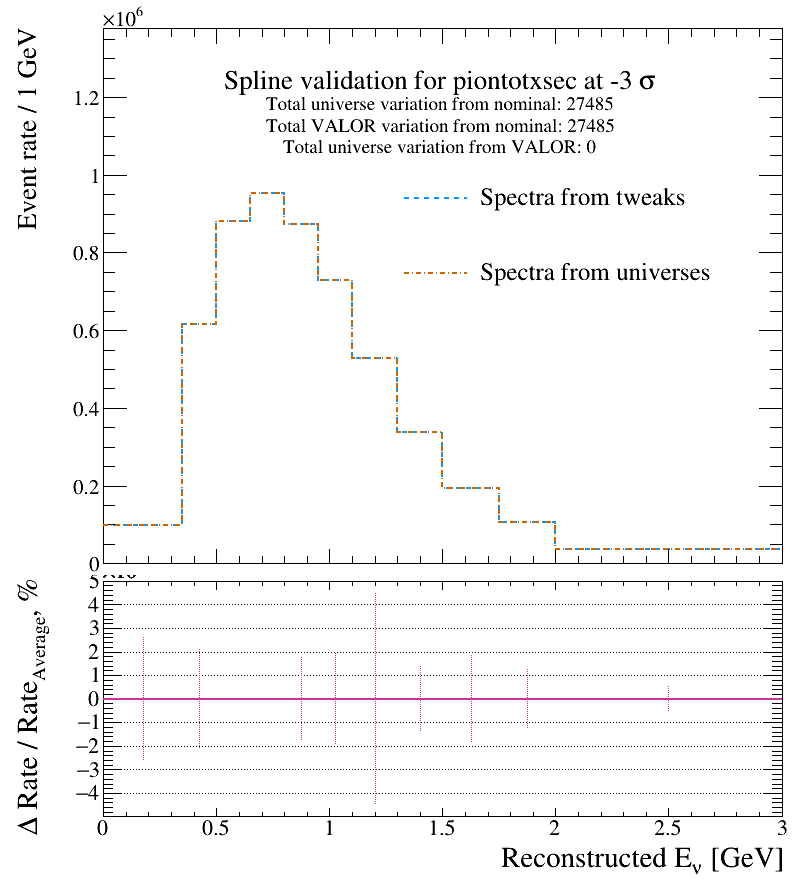 ×10⁶
Event rate / 1 GeV
Spline validation for piontotxsec at -3 σ
Total universe variation from nominal: 27485
Total VALOR variation from nominal: 27485
Total universe variation from VALOR: 0
Spectra from tweaks
Spectra from universes
1.2
1
0.8
0.6
0.4
0.2
0
Δ Rate / Rate_Average, %
5
4
3
2
1
0
−1
−2
−3
−4
0 0.5 1 1.5 2 2.5 3
Reconstructed E_ν [GeV]